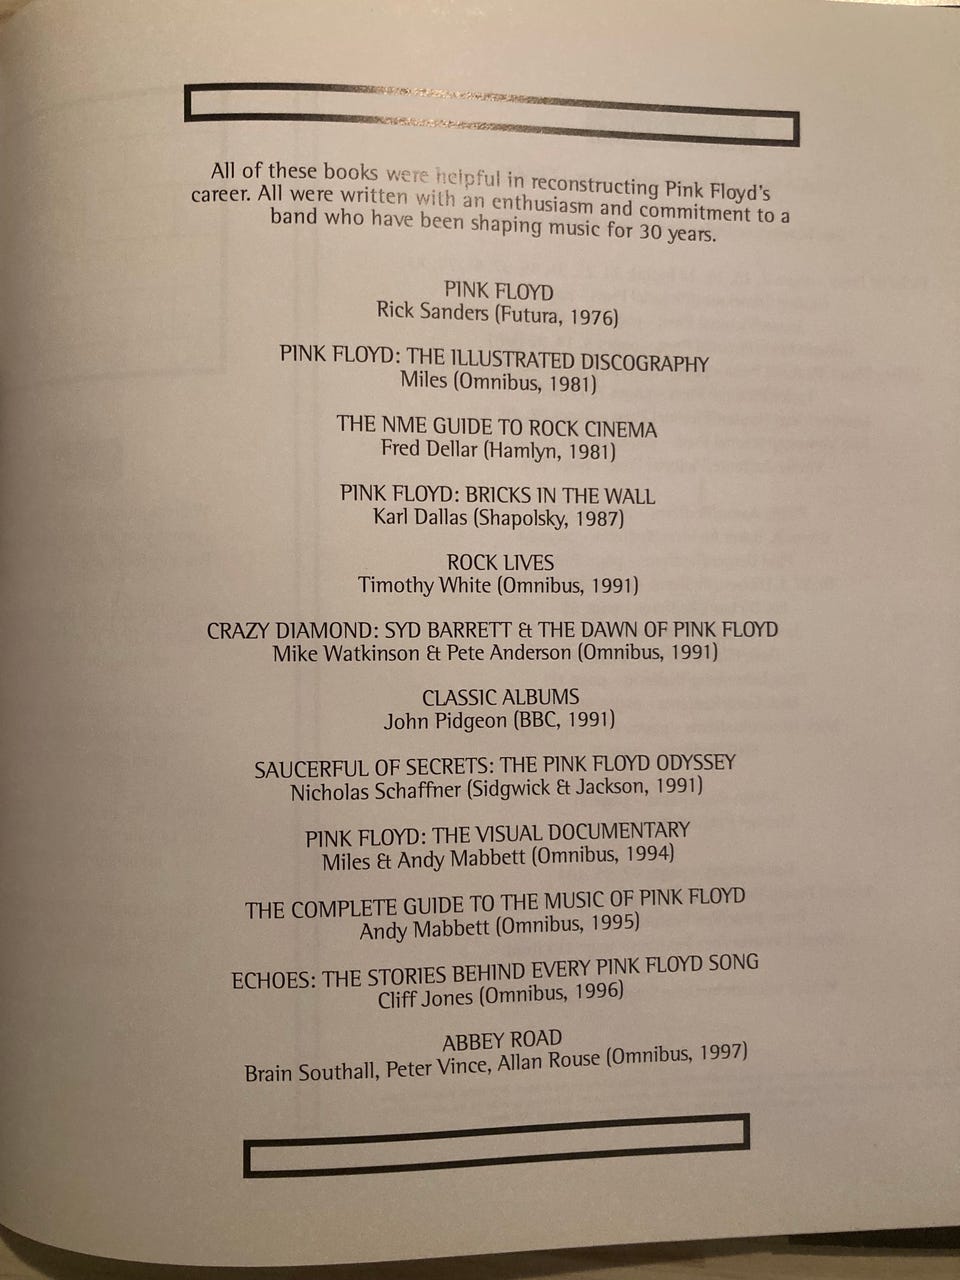 All of these books were helpful in reconstructing Pink Floyd's
career. All were written with an enthusiasm and commitment to a
band who have been shaping music for 30 years.
PINK FLOYD
Rick Sanders (Futura, 1976)
PINK FLOYD: THE ILLUSTRATED DISCOGRAPHY
Miles (Omnibus, 1981)
THE NME GUIDE TO ROCK CINEMA
Fred Dellar (Hamlyn, 1981)
PINK FLOYD: BRICKS IN THE WALL
Karl Dallas (Shapolsky, 1987)
ROCK LIVES
Timothy White (Omnibus, 1991)
CRAZY DIAMOND: SYD BARRETT & THE DAWN OF PINK FLOYD
Mike Watkinson & Pete Anderson (Omnibus, 1991)
CLASSIC ALBUMS
John Pidgeon (BBC, 1991)
SAUCERFUL OF SECRETS: THE PINK FLOYD ODYSSEY
Nicholas Schaffner (Sidgwick & Jackson, 1991)
PINK FLOYD: THE VISUAL DOCUMENTARY
Miles & Andy Mabbett (Omnibus, 1994)
THE COMPLETE GUIDE TO THE MUSIC OF PINK FLOYD
Andy Mabbett (Omnibus, 1995)
ECHOES: THE STORIES BEHIND EVERY PINK FLOYD SONG
Cliff Jones (Omnibus, 1996)
ABBEY ROAD
Brain Southall, Peter Vince, Allan Rouse (Omnibus, 1997)